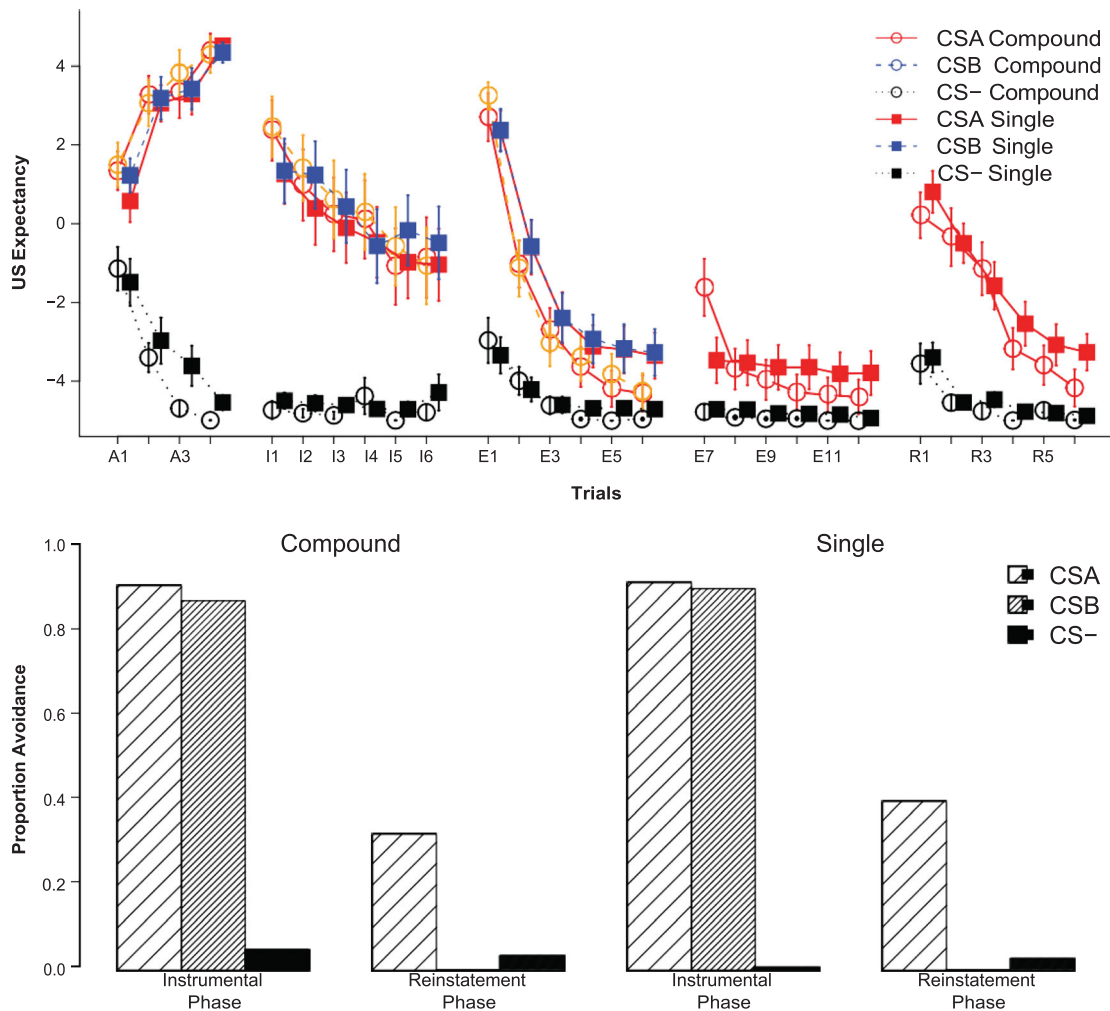 CSA Compound
CSB Compound
CS− Compound
CSA Single
CSB Single
CS− Single
US Expectancy
4
2
0
−2
−4
A1 A3 I1 I2 I3 I4 I5 I6 E1 E3 E5 E7 E9 E11 R1 R3 R5
Trials
Compound Single
CSA
CSB
CS−
Proportion Avoidance
1.0
0.8
0.6
0.4
0.2
0.0
Instrumental Reinstatement Instrumental Reinstatement
Phase Phase Phase Phase